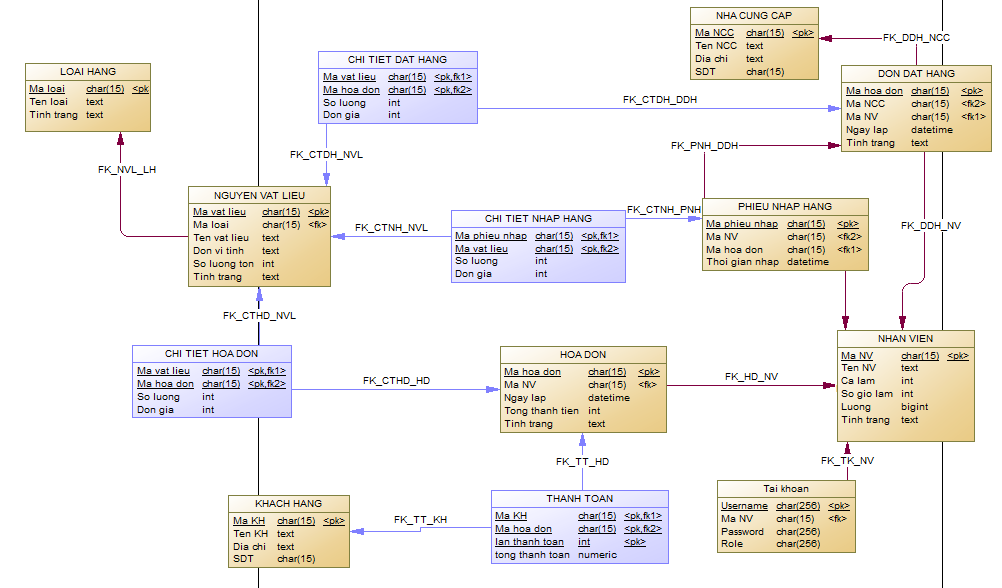 NHA CUNG CAP
Ma NCC char(15) <pk>
Ten NCC text
Dia chi text
SDT char(15)
FK_DDH_NCC
LOAI HANG
Ma loai char(15) <pk
Ten loai text
Tinh trang text
CHI TIET DAT HANG
Ma vat lieu char(15) <pk,fk1>
Ma hoa don char(15) <pk,fk2>
So luong int
Don gia int
DON DAT HANG
Ma hoa don char(15) <pk>
Ma NCC char(15) <fk2>
Ma NV char(15) <fk1>
Ngay lap datetime
Tinh trang text
FK_CTDH_DDH
FK_PNH_DDH
FK_CTDH_NVL
FK_NVL_LH
NGUYEN VAT LIEU
Ma vat lieu char(15) <pk>
Ma loai char(15) <fk>
Ten vat lieu text
Don vi tinh text
So luong ton int
Tinh trang text
FK_CTNH_NVL
CHI TIET NHAP HANG
Ma phieu nhap char(15) <pk,fk1>
Ma vat lieu char(15) <pk,fk2>
So luong int
Don gia int
FK_CTNH_PNH
PHIEU NHAP HANG
Ma phieu nhap char(15) <pk>
Ma NV char(15) <fk2>
Ma hoa don char(15) <fk1>
Thoi gian nhap datetime
FK_DDH_NV
FK_CTHD_NVL
CHI TIET HOA DON
Ma vat lieu char(15) <pk,fk1>
Ma hoa don char(15) <pk,fk2>
So luong int
Don gia int
FK_CTHD_HD
HOA DON
Ma hoa don char(15) <pk>
Ma NV char(15) <fk>
Ngay lap datetime
Tong thanh tien int
Tinh trang text
FK_HD_NV
NHAN VIEN
Ma NV char(15) <pk>
Ten NV text
Ca lam int
So gio lam int
Luong bigint
Tinh trang text
FK_TT_HD
FK_TK_NV
KHACH HANG
Ma KH char(15) <pk>
Ten KH text
Dia chi text
SDT char(15)
FK_TT_KH
THANH TOAN
Ma KH char(15) <pk,fk1>
Ma hoa don char(15) <pk,fk2>
lan thanh toan int <pk>
tong thanh toan numeric
Tai khoan
Username char(256) <pk>
Ma NV char(15) <fk>
Password char(256)
Role char(256)